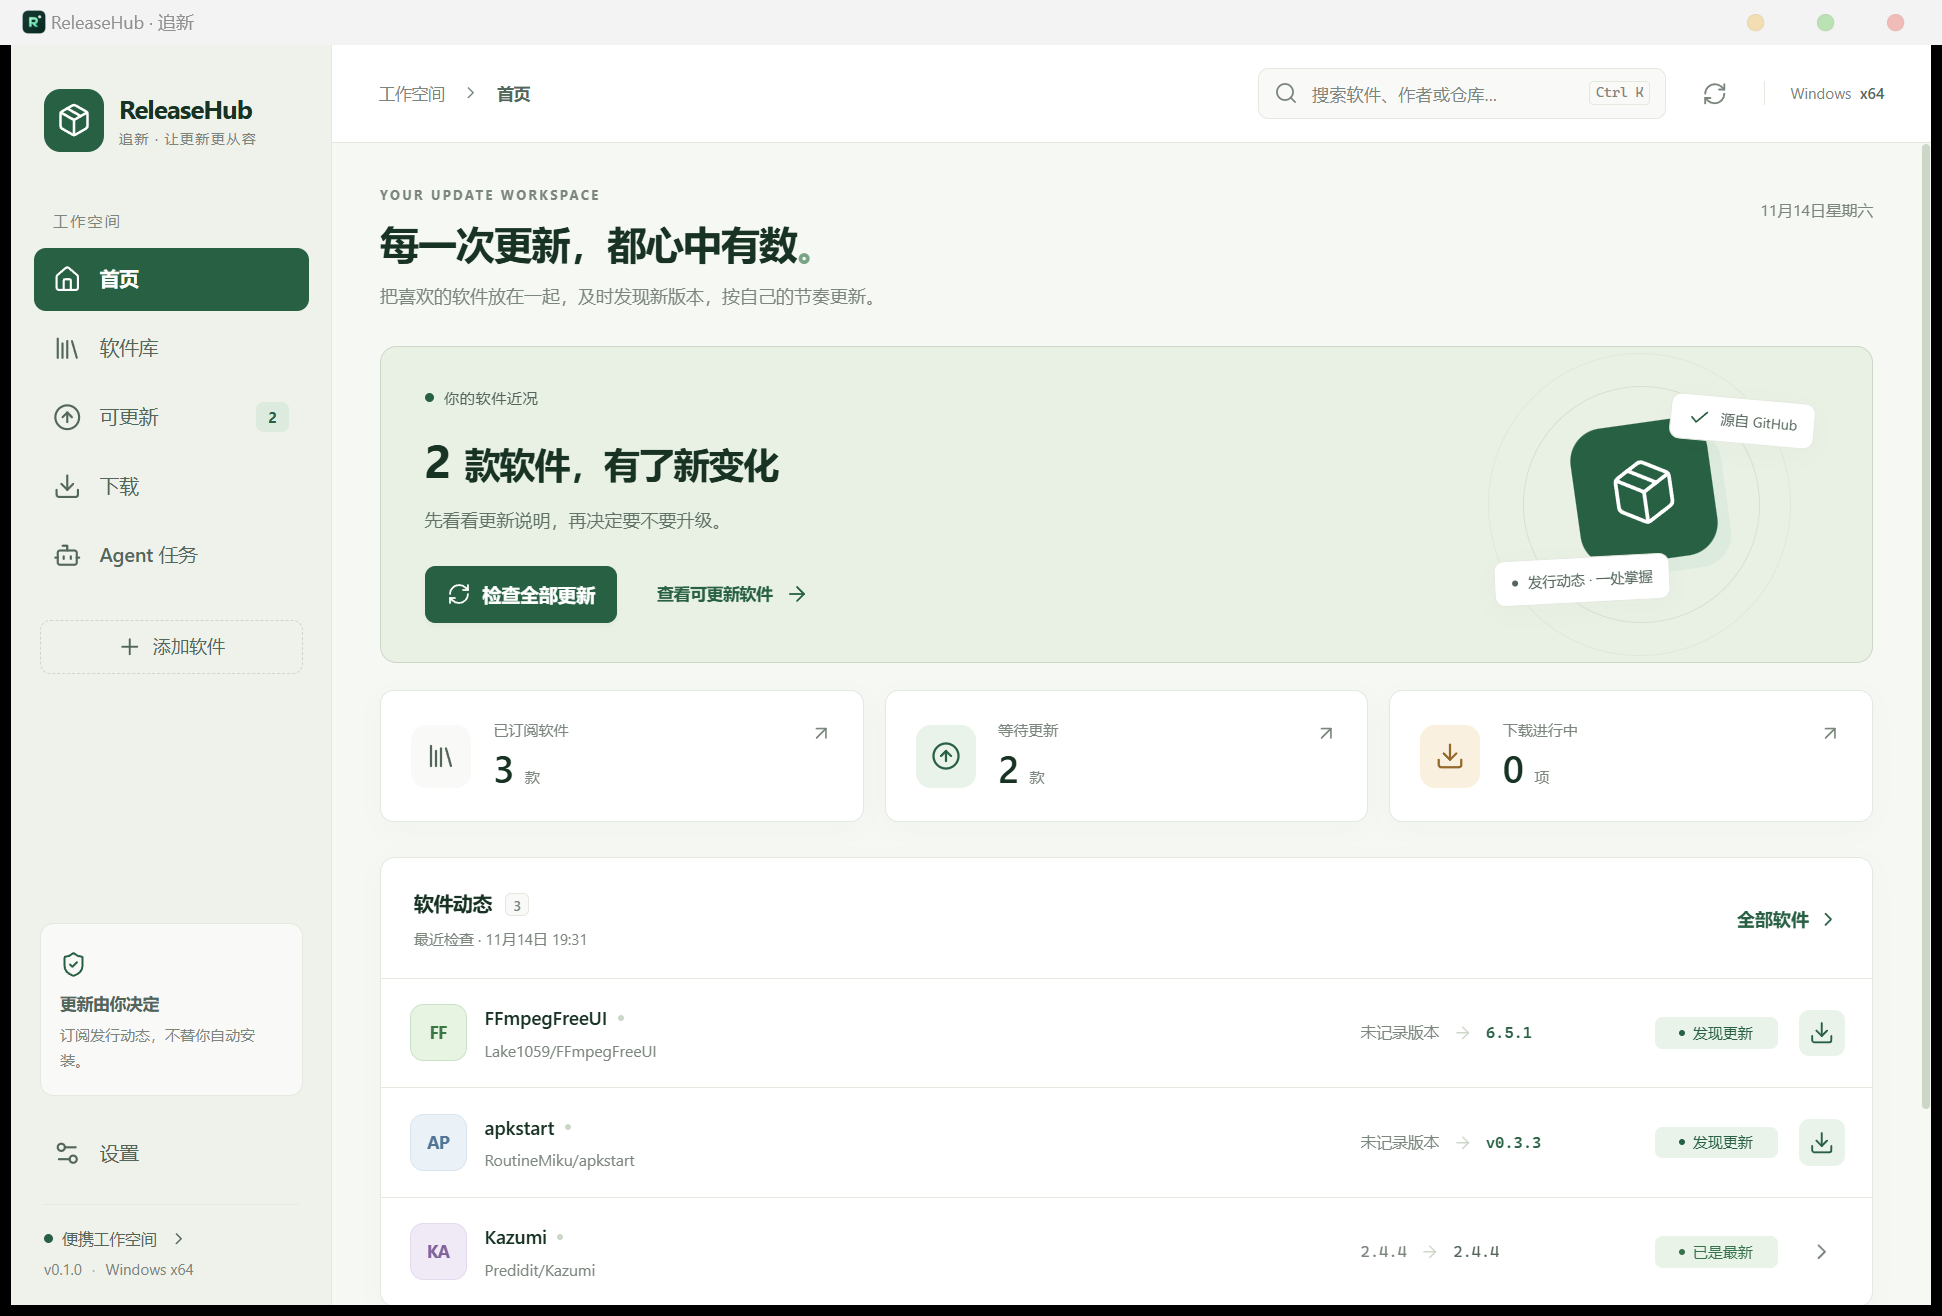 ReleaseHub · 追新
ReleaseHub
追新 · 让更新更从容
工作空间
首页
软件库
可更新 2
下载
Agent 任务
添加软件
更新由你决定
订阅发行动态，不替你自动安
装。
设置
便携工作空间
v0.1.0 · Windows x64
工作空间 > 首页
搜索软件、作者或仓库... Ctrl K
Windows x64
YOUR UPDATE WORKSPACE
11月14日星期六
每一次更新，都心中有数。
把喜欢的软件放在一起，及时发现新版本，按自己的节奏更新。
你的软件近况
2 款软件，有了新变化
先看看更新说明，再决定要不要升级。
检查全部更新
查看可更新软件
源自 GitHub
发行动态 · 一处掌握
已订阅软件
3 款
等待更新
2 款
下载进行中
0 项
软件动态 3
最近检查 · 11月14日 19:31
全部软件
FF
FFmpegFreeUI
Lake1059/FFmpegFreeUI
未记录版本 → 6.5.1
发现更新
AP
apkstart
RoutineMiku/apkstart
未记录版本 → v0.3.3
发现更新
KA
Kazumi
Predidit/Kazumi
2.4.4 → 2.4.4
已是最新